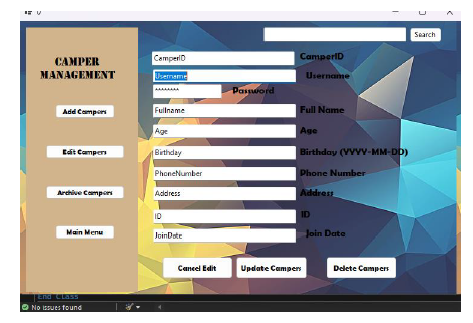 Search
CAMPER
MANAGEMENT
CamperID CamperID
Username Username
******** Password
Add Campers
Fullname Full Name
Age Age
Edit Campers
Birthday Birthday (YYYY-MM-DD)
PhoneNumber Phone Number
Archive Campers
Address Address
ID ID
Main Menu
JoinDate Join Date
Cancel Edit Update Campers Delete Campers
End Class
No issues found